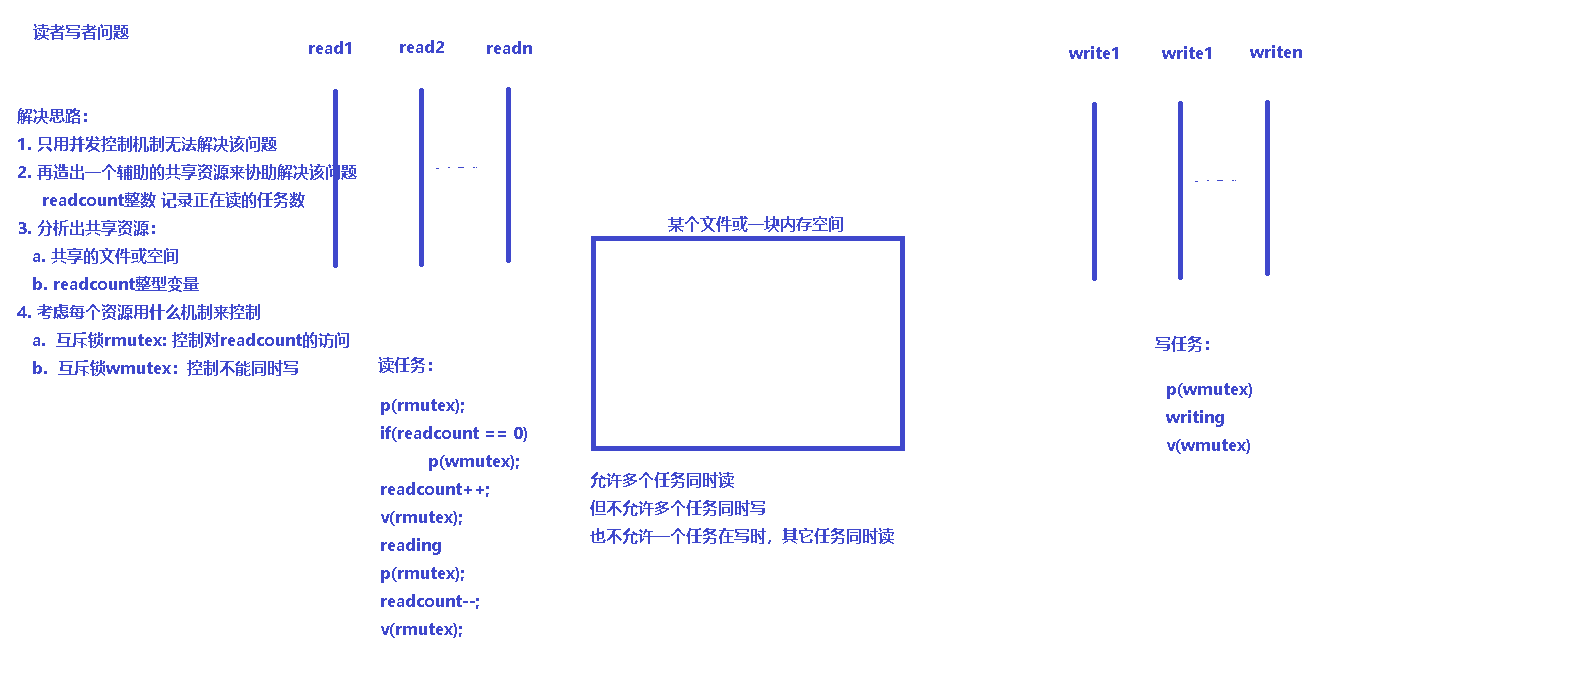 读者写者问题
read1
read2
readn
write1
write1
writen
解决思路：
1. 只用并发控制机制无法解决该问题
2. 再造出一个辅助的共享资源来协助解决该问题
readcount整数 记录正在读的任务数
3. 分析出共享资源：
a. 共享的文件或空间
b. readcount整型变量
4. 考虑每个资源用什么机制来控制
a. 互斥锁rmutex: 控制对readcount的访问
b. 互斥锁wmutex：控制不能同时写
读任务：
p(rmutex);
if(readcount == 0)
p(wmutex);
readcount++;
v(rmutex);
reading
p(rmutex);
readcount--;
v(rmutex);
某个文件或一块内存空间
允许多个任务同时读
但不允许多个任务同时写
也不允许一个任务在写时，其它任务同时读
写任务：
p(wmutex)
writing
v(wmutex)